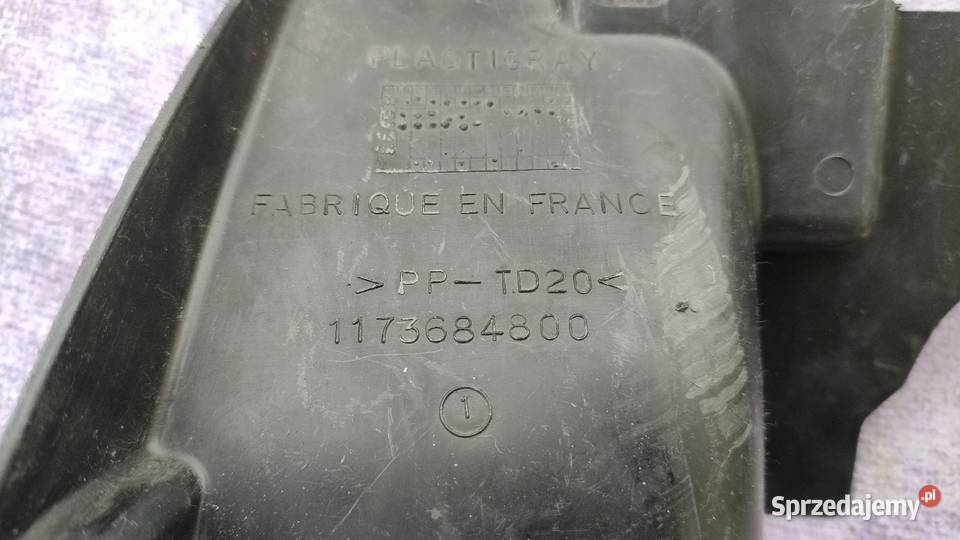 PLASTIGRAY
FABRIQUE EN FRANCE
>PP-TD20<
1173684800
1
Sprzedajemy.pl